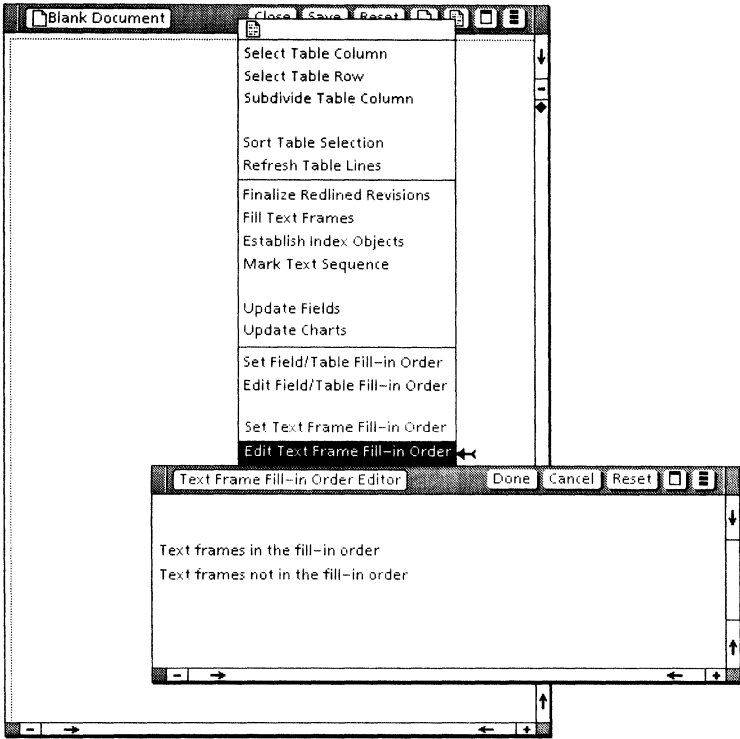 Blank Document Close Save Reset
Select Table Column
Select Table Row
Subdivide Table Column
Sort Table Selection
Refresh Table Lines
Finalize Redlined Revisions
Fill Text Frames
Establish Index Objects
Mark Text Sequence
Update Fields
Update Charts
Set Field/Table Fill-in Order
Edit Field/Table Fill-in Order
Set Text Frame Fill-in Order
Edit Text Frame Fill-in Order
Text Frame Fill-in Order Editor Done Cancel Reset
Text frames in the fill-in order
Text frames not in the fill-in order